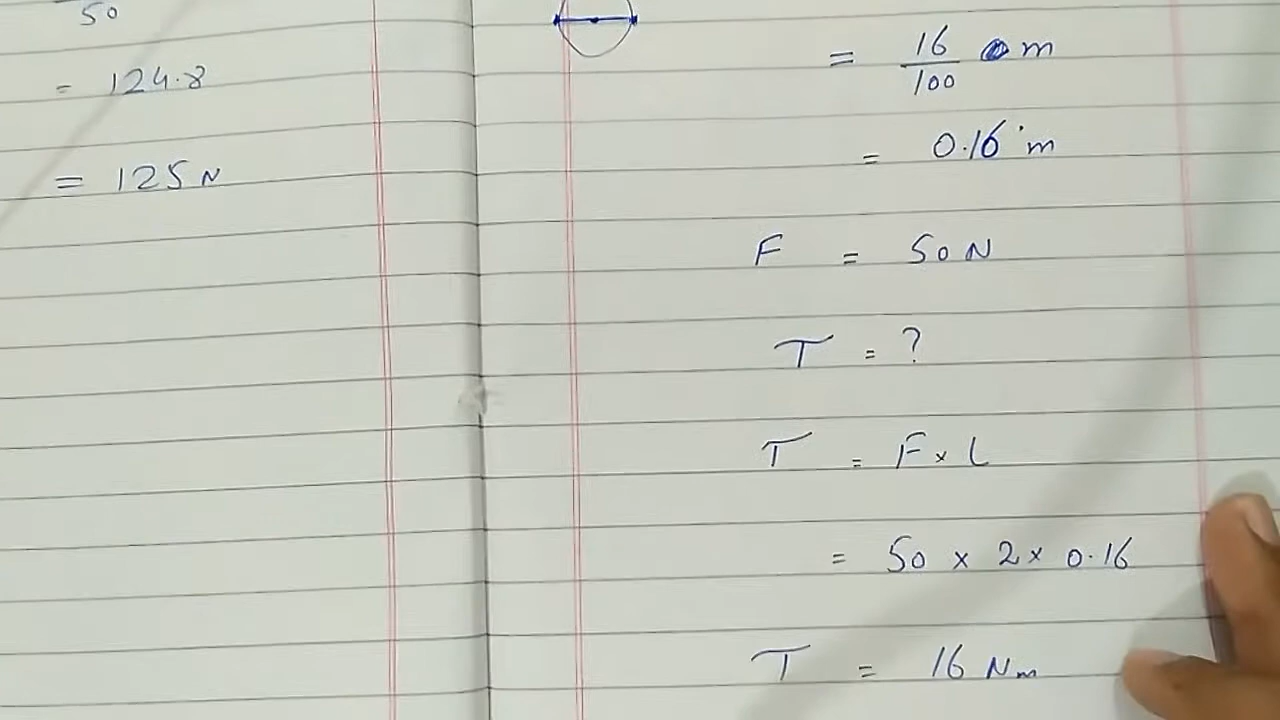 50
= 124.8
= 125 N
= 16/100 m
= 0.16 m
F = 50 N
τ = ?
τ = F × L
= 50 × 2 × 0.16
τ = 16 Nm